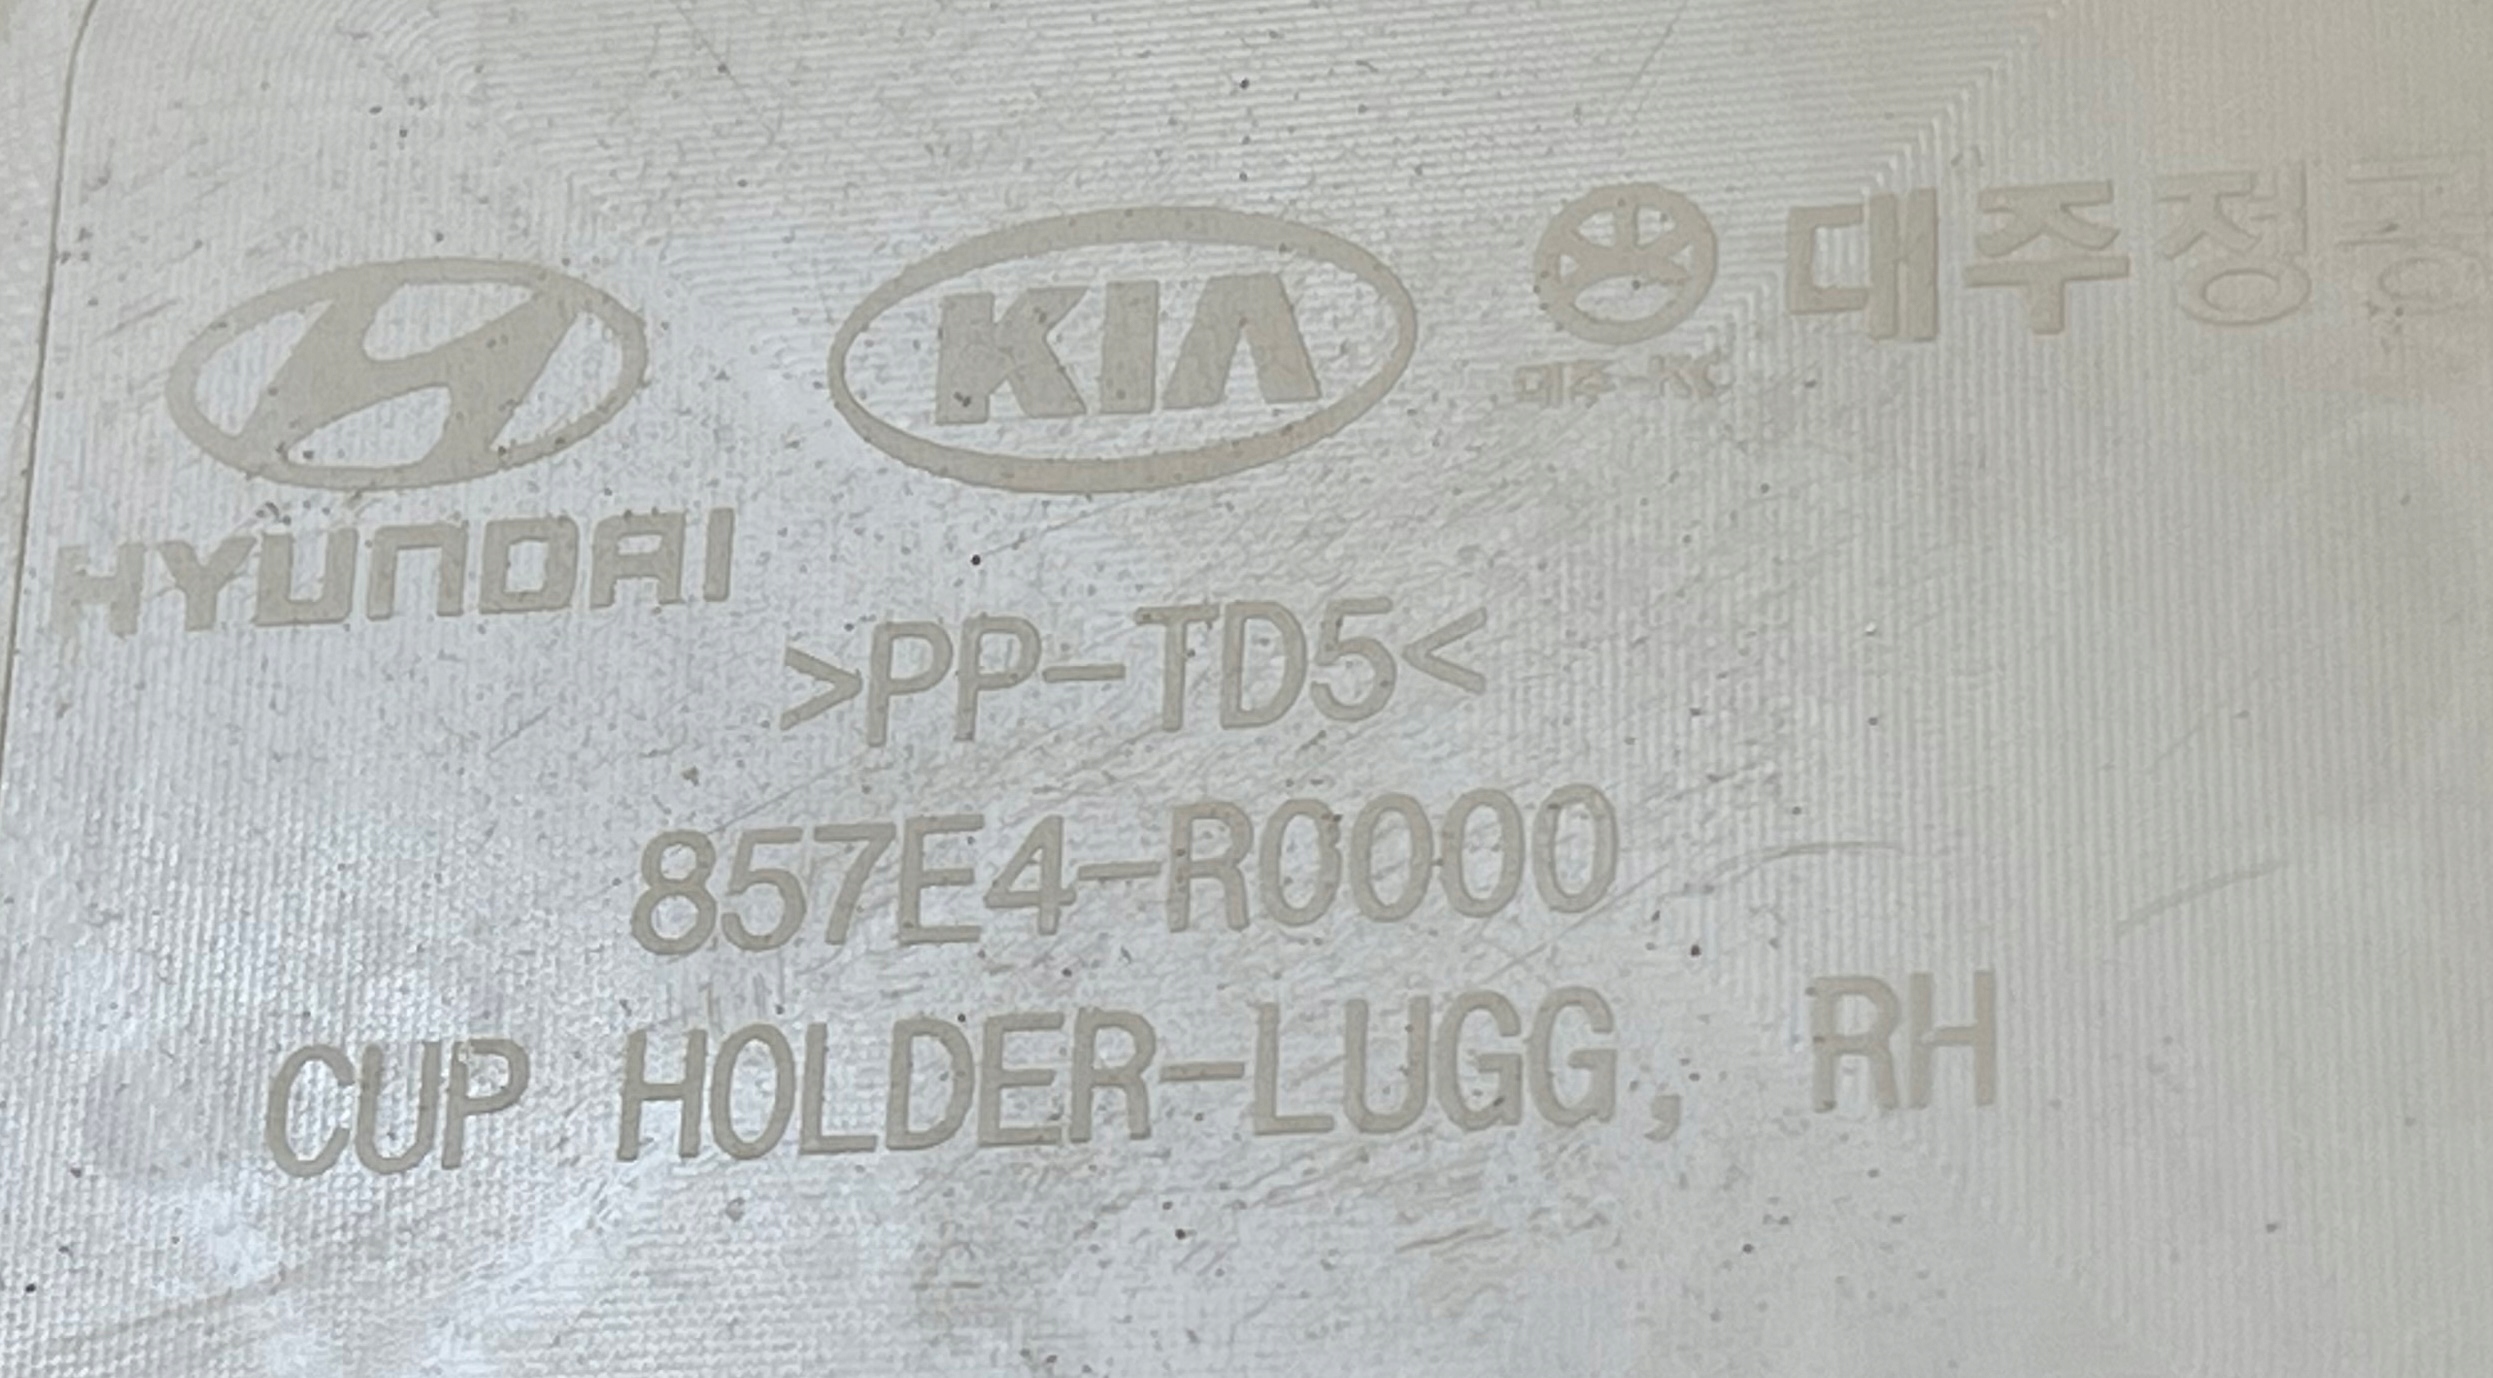 KIA 대주정공
HYUNDAI
>PP-TD5<
857E4-R0000
CUP HOLDER-LUGG, RH